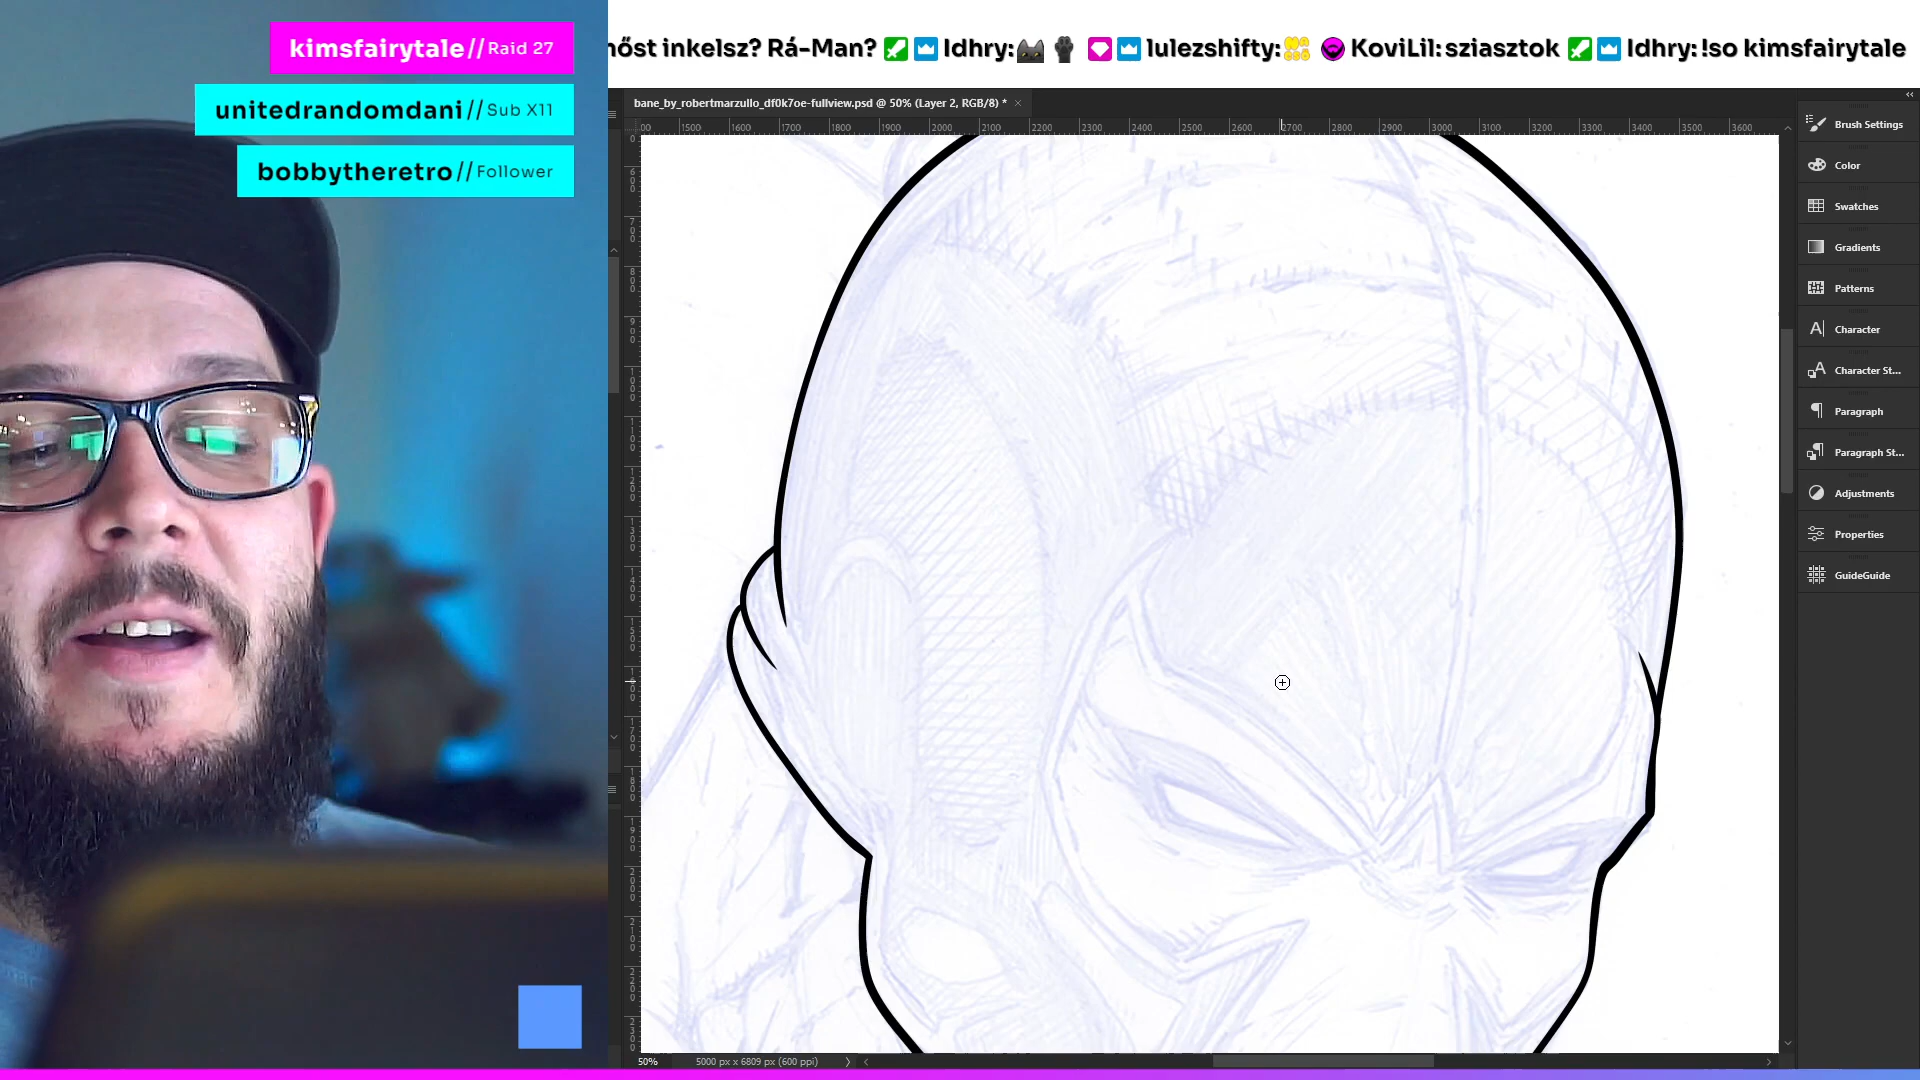 kimsfairytale//Raid 27
unitedrandomdani//Sub X11
bobbytheretro//Follower
őst inkelsz? Rá-Man? Idhry: lulezshifty: KoviLil: sziasztok Idhry: !so kimsfairytale
bane_by_robertmarzullo_df0k7oe-fullview.psd @ 50% (Layer 2, RGB/8) *
00 1500 1600 1700 1800 1900 2000 2100 2200 2300 2400 2500 2600 2700 2800 2900 3000 3100 3200 3300 3400 3500 3600
Brush Settings
Color
Swatches
Gradients
Patterns
Character
Character St...
Paragraph
Paragraph St...
Adjustments
Properties
GuideGuide
50% 5000 px x 6809 px (600 ppi)